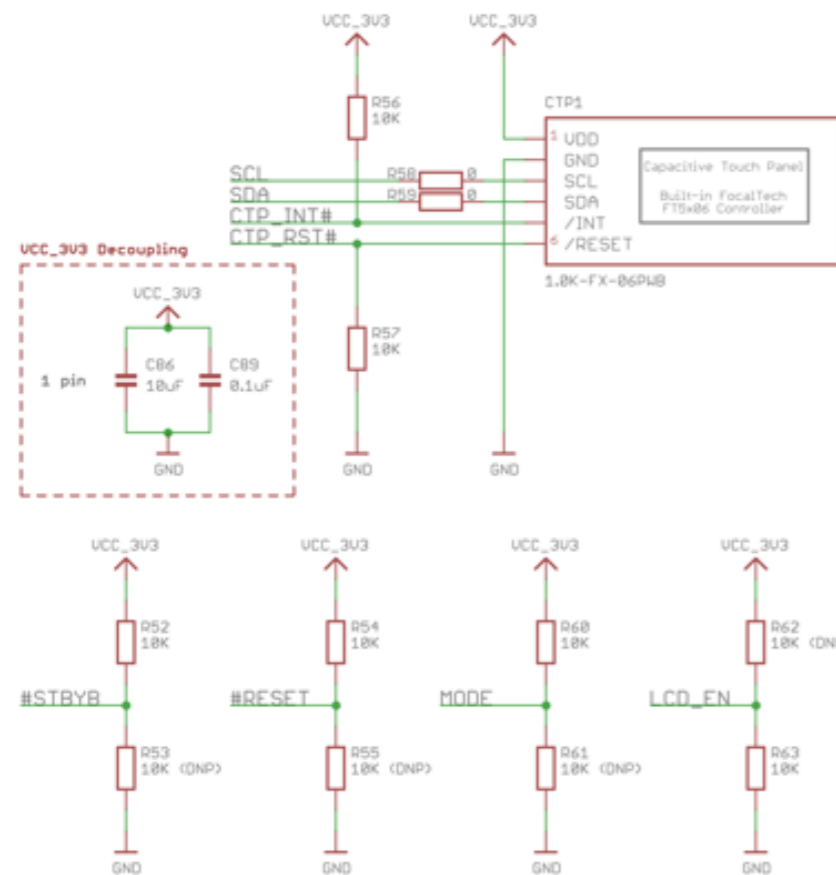 VCC_3V3
VCC_3V3
R56
10K
CTP1
1 VDD
GND
SCL
SDA
/INT
6 /RESET
Capacitive Touch Panel
Built-in FocalTech
FT5x06 Controller
1.0K-FX-06PWB
SCL
R58 0
SDA
R59 0
CTP_INT#
CTP_RST#
VCC_3V3 Decoupling
VCC_3V3
1 pin
C86
10uF
C89
0.1uF
GND
R57
10K
GND
GND
VCC_3V3
VCC_3V3
VCC_3V3
VCC_3V3
R52
10K
R54
10K
R60
10K
R62
10K (DN
#STBYB
#RESET
MODE
LCD_EN
R53
10K (DNP)
R55
10K (DNP)
R61
10K (DNP)
R63
10K
GND
GND
GND
GND